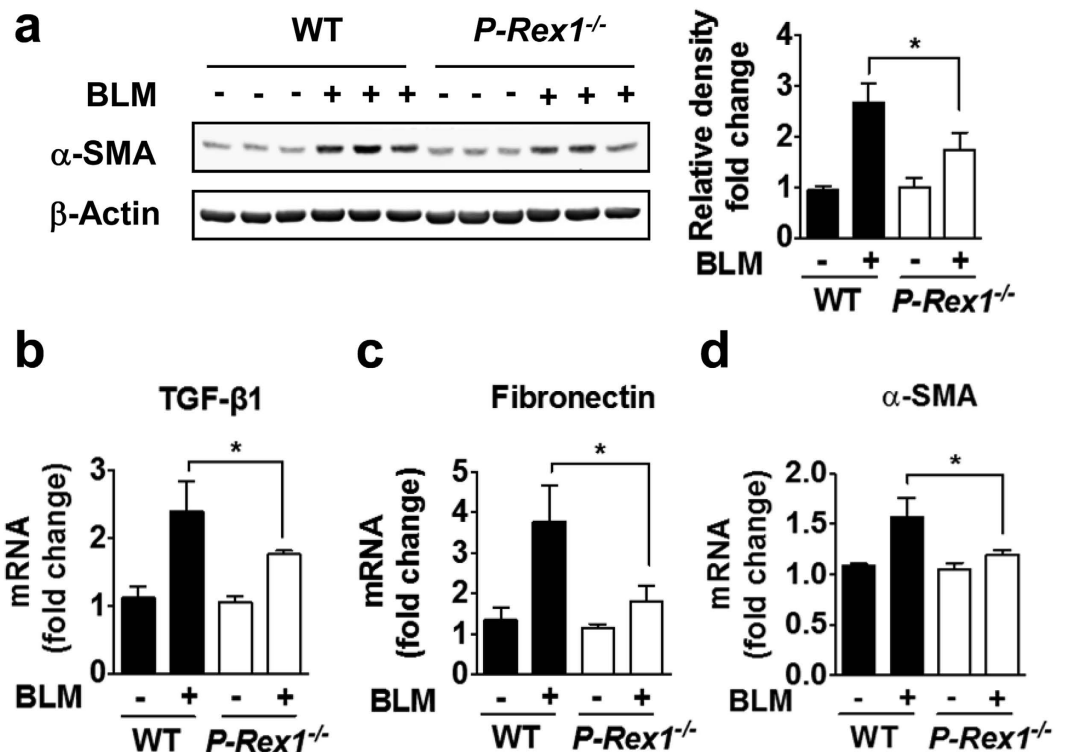 a
WT P-Rex1-/-
BLM - - - + + + - - - + + +
α-SMA
β-Actin
Relative density
fold change
4
3
2
1
0
*
BLM - + - +
WT P-Rex1-/-
b
TGF-β1
mRNA
(fold change)
3
2
1
0
*
BLM - + - +
WT P-Rex1-/-
c
Fibronectin
mRNA
(fold change)
5
4
3
2
1
0
*
BLM - + - +
WT P-Rex1-/-
d
α-SMA
mRNA
(fold change)
2.0
1.5
1.0
0.5
0.0
*
BLM - + - +
WT P-Rex1-/-